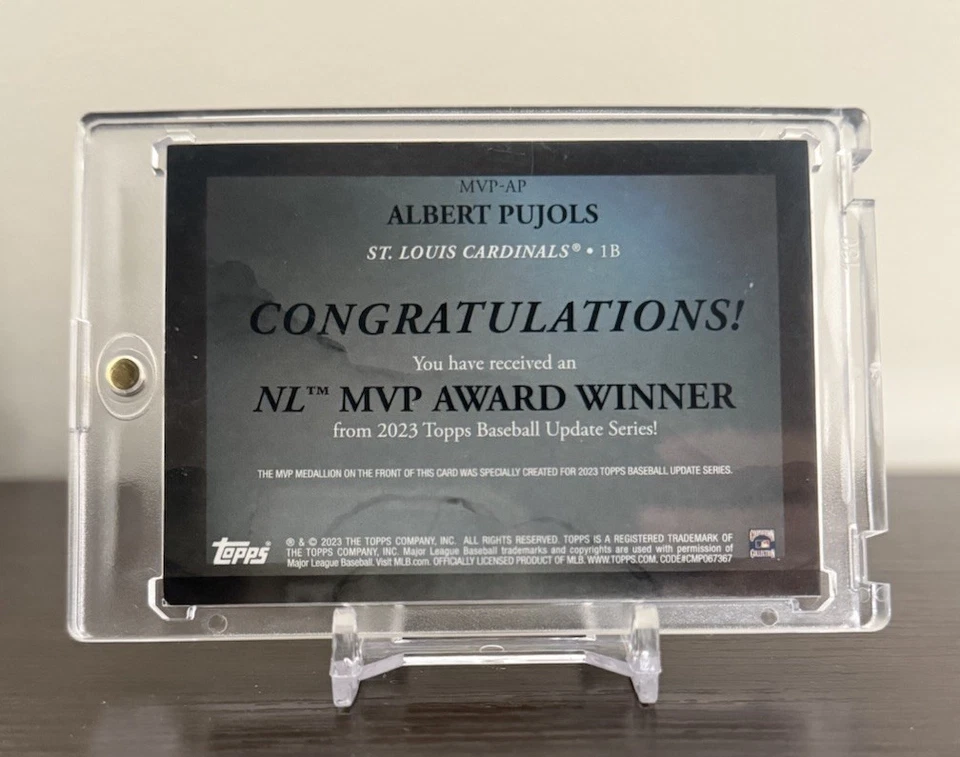 MVP-AP
ALBERT PUJOLS
ST. LOUIS CARDINALS® • 1B
CONGRATULATIONS!
You have received an
NL™ MVP AWARD WINNER
from 2023 Topps Baseball Update Series!
THE MVP MEDALLION ON THE FRONT OF THIS CARD WAS SPECIALLY CREATED FOR 2023 TOPPS BASEBALL UPDATE SERIES.
topps®
® & © 2023 THE TOPPS COMPANY, INC. ALL RIGHTS RESERVED. TOPPS IS A REGISTERED TRADEMARK OF
THE TOPPS COMPANY, INC. Major League Baseball trademarks and copyrights are used with permission of
Major League Baseball. Visit MLB.com. OFFICIALLY LICENSED PRODUCT OF MLB. WWW.TOPPS.COM, CODE#CMP067367